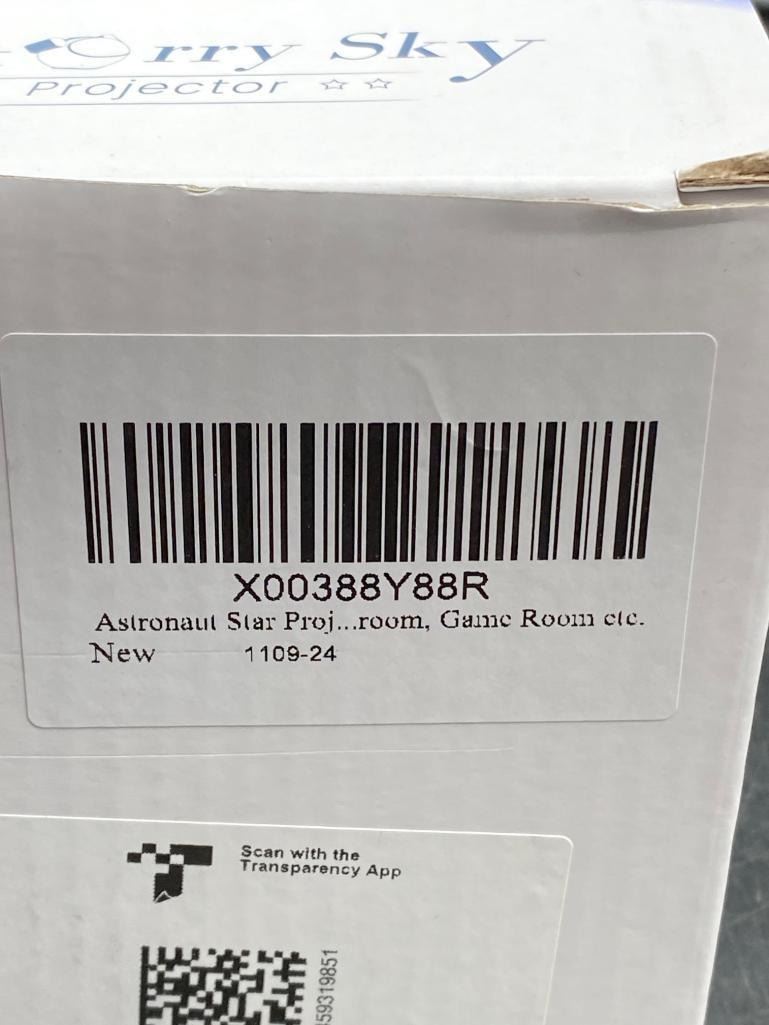 rry Sky
Projector
X00388Y88R
Astronaut Star Proj...room, Game Room etc.
New 1109-24
Scan with the
Transparency App
59319851